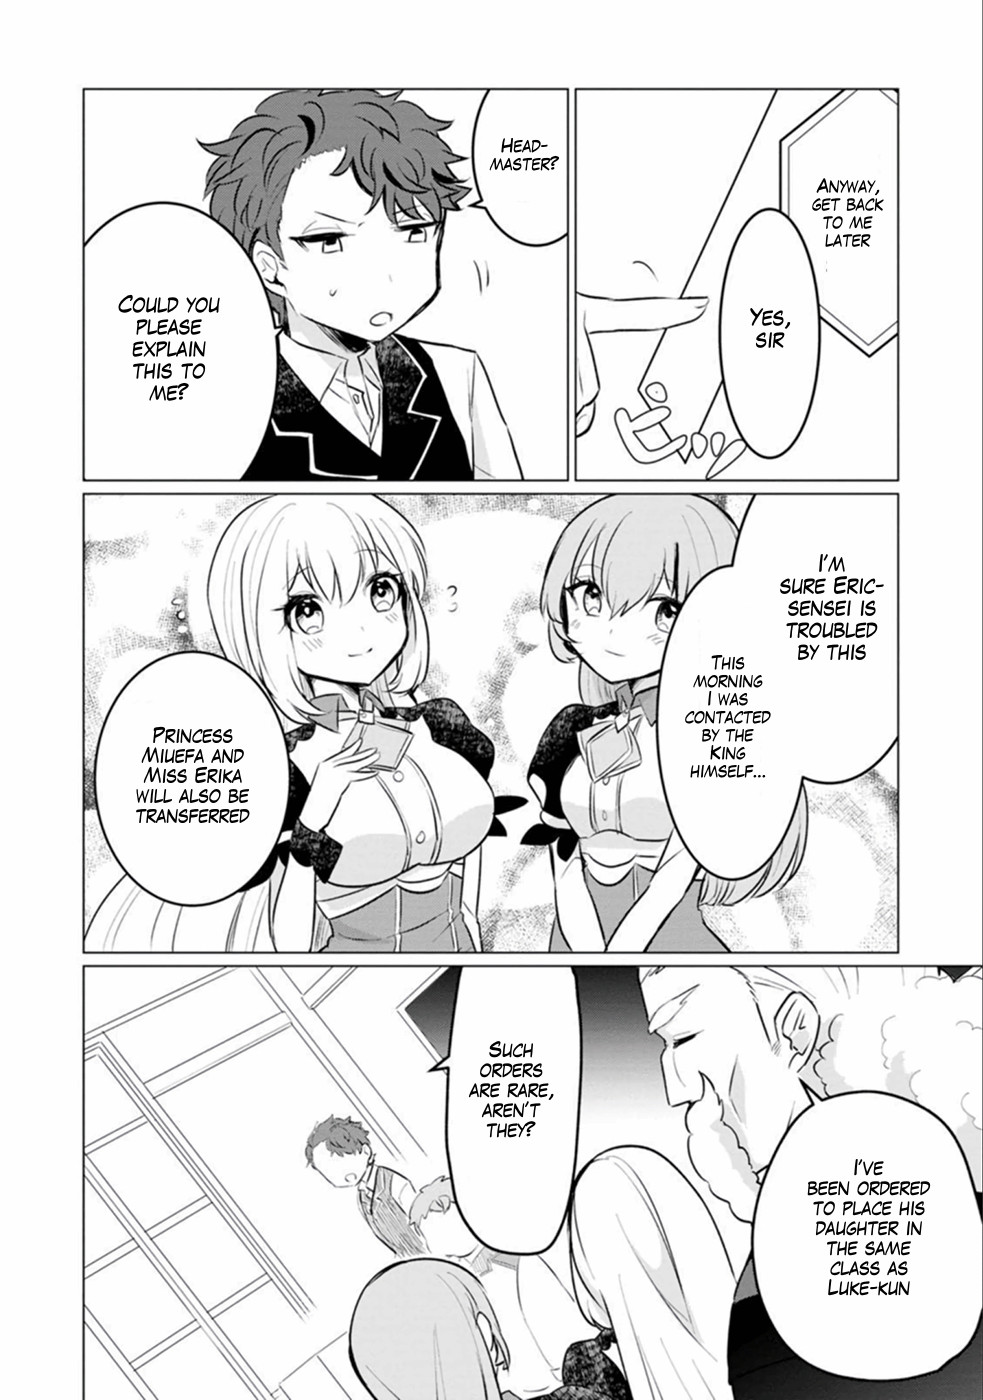 ANYWAY,
GET BACK
TO ME
LATER
YES,
SIR
ピッ
HEAD-
MASTER?
COULD YOU
PLEASE
EXPLAIN
THIS TO
ME?
I'M
SURE ERIC-
SENSEI IS
TROUBLED
BY THIS
THIS
MORNING
I WAS
CONTACTED
BY THE
KING
HIMSELF...
PRINCESS
MIUEFA AND
MISS ERIKA
WILL ALSO BE
TRANSFERRED
I'VE
BEEN ORDERED
TO PLACE HIS
DAUGHTER IN
THE SAME
CLASS AS
LUKE-KUN
SUCH
ORDERS
ARE RARE,
AREN'T
THEY?